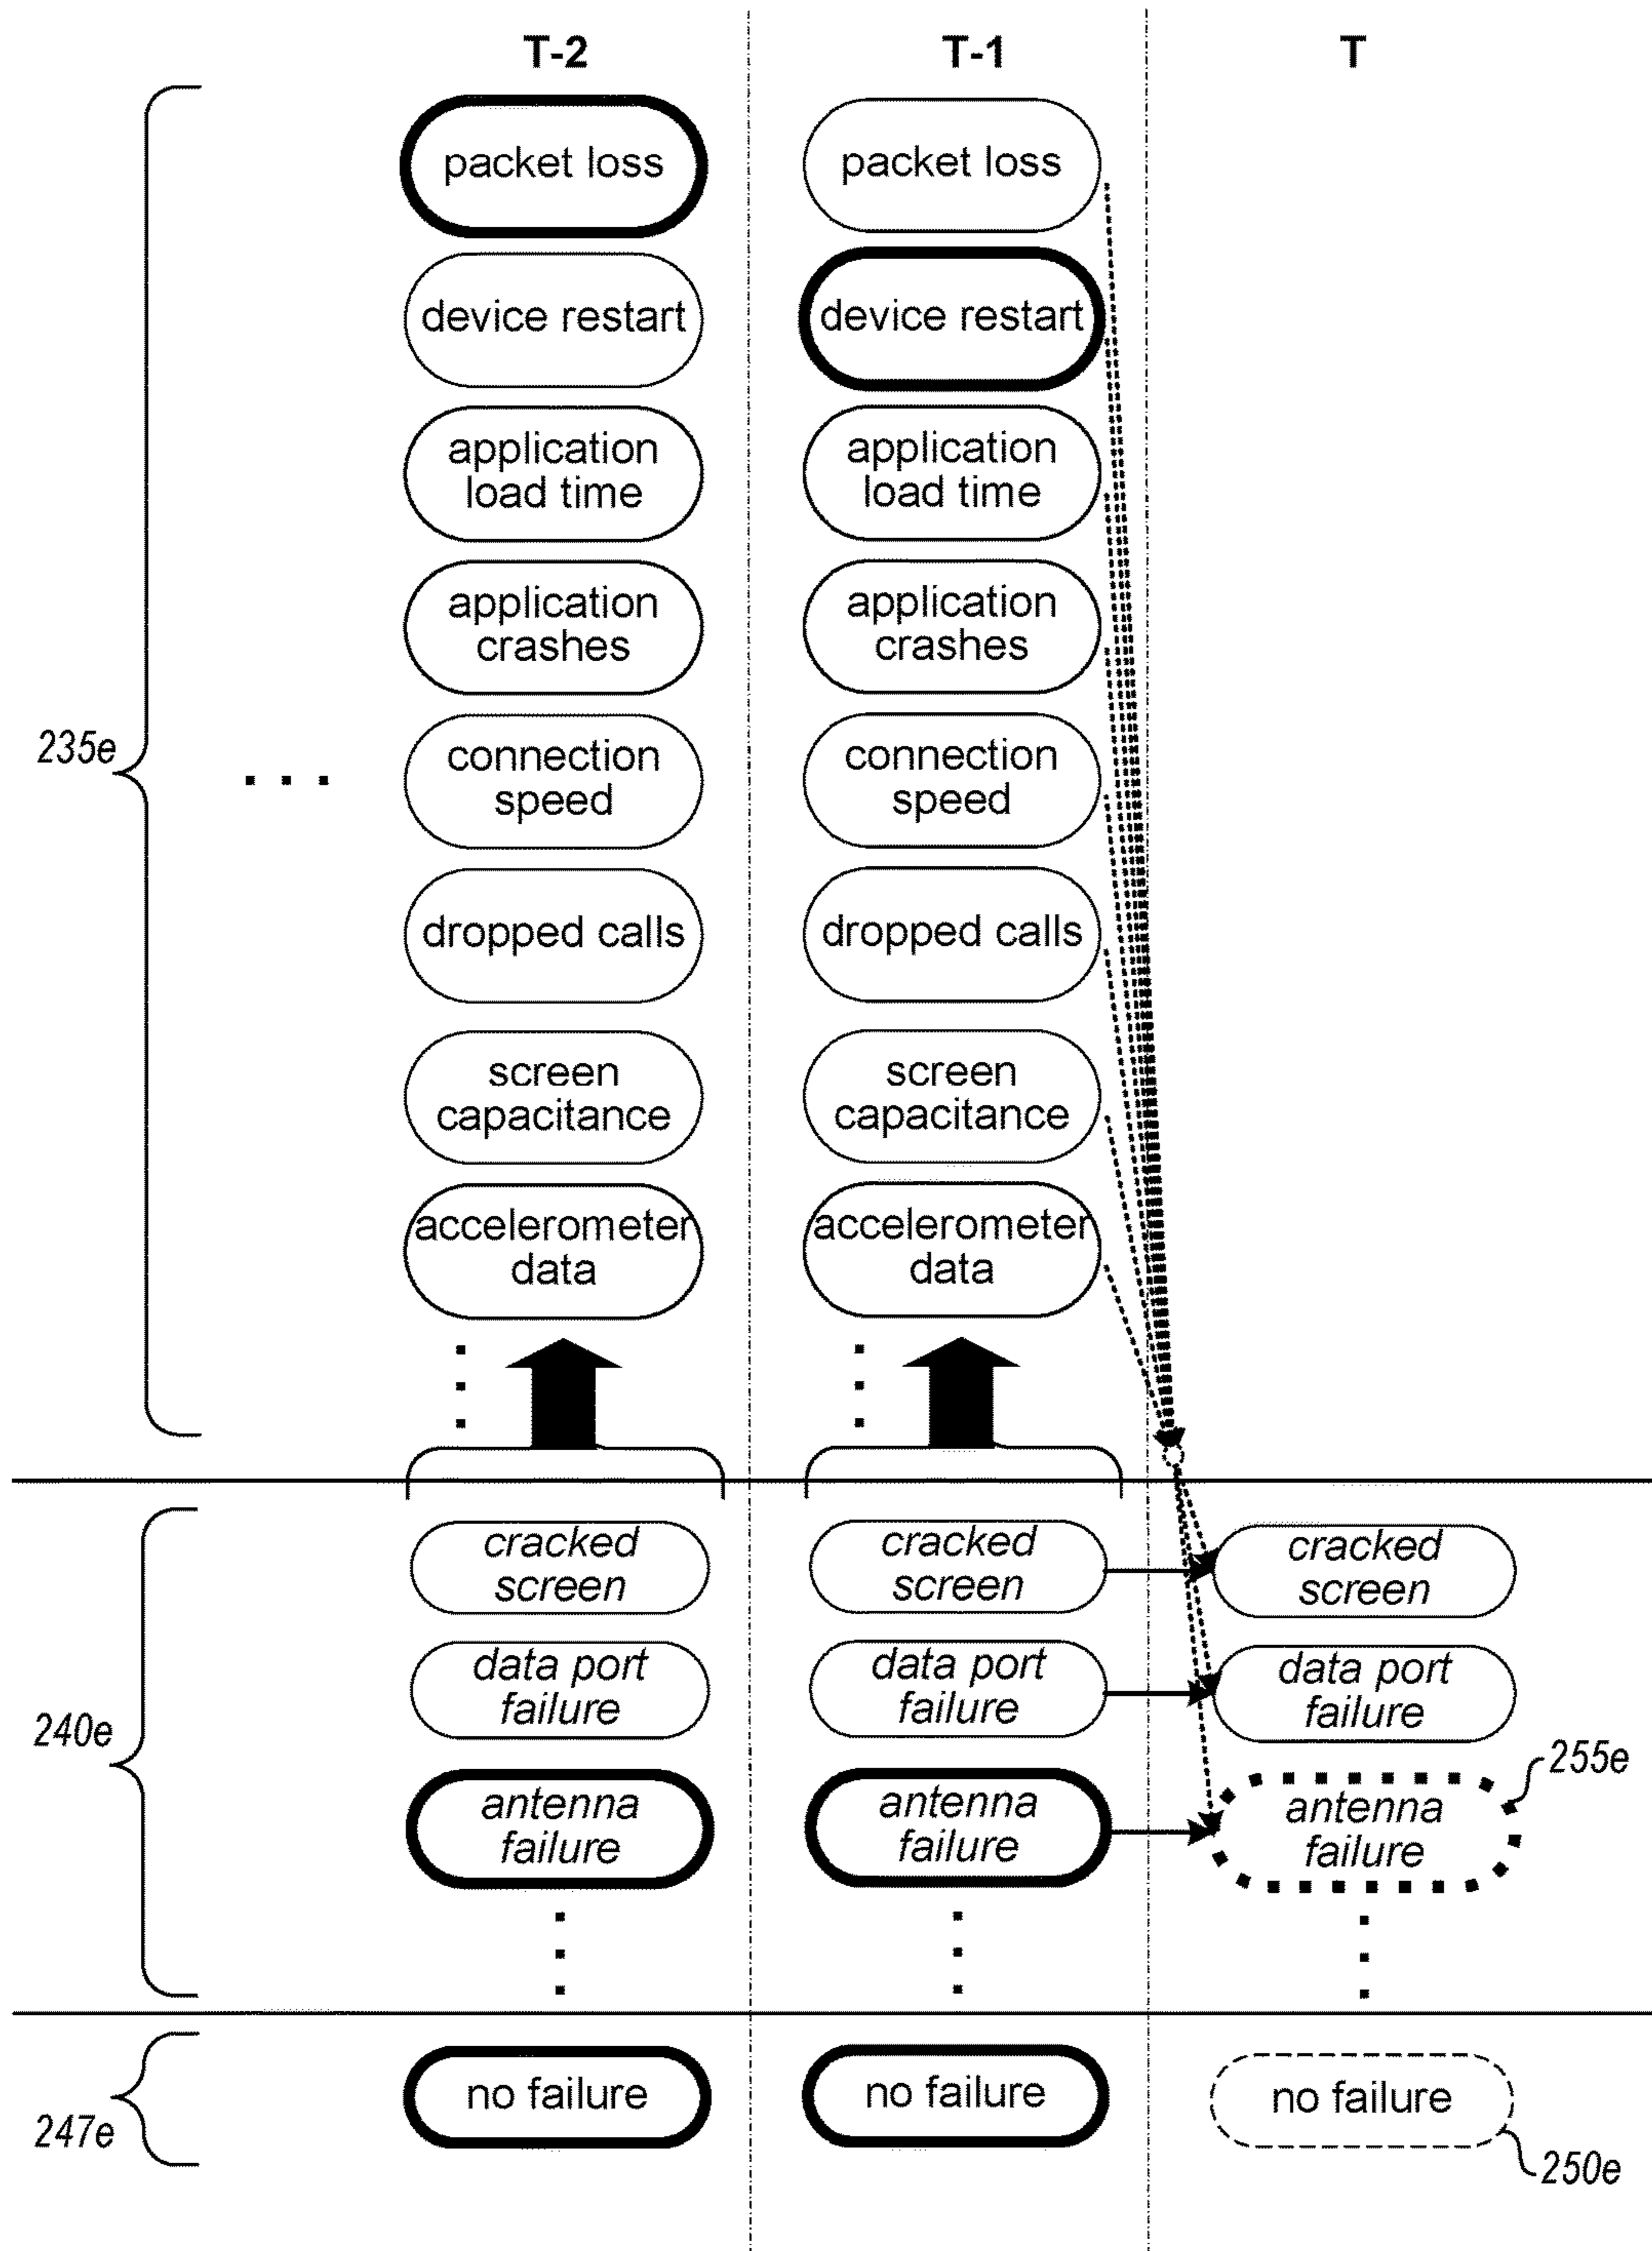 T-2 T-1 T
packet loss packet loss
device restart device restart
application application
load time load time
application application
crashes crashes
235e
connection connection
speed speed
. . .
dropped calls dropped calls
screen screen
capacitance capacitance
accelerometer accelerometer
data data
240e
cracked cracked cracked
screen screen screen
data port data port data port
failure failure failure
255e
antenna antenna antenna
failure failure failure
247e
no failure no failure no failure
250e